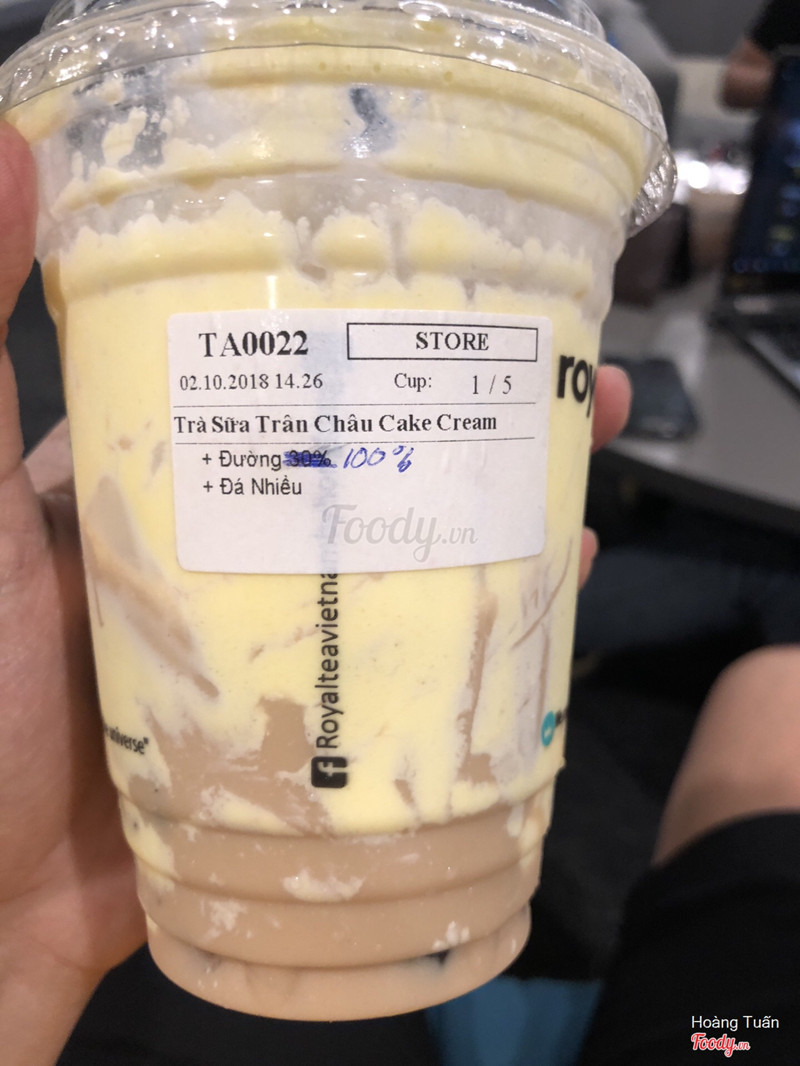 TA0022 STORE
02.10.2018 14.26 Cup: 1 / 5
Trà Sữa Trân Châu Cake Cream
+ Đường 30% 100%
+ Đá Nhiều
Foody.vn
roy
Royalteavietna
universe"
Hoàng Tuấn
Foody.vn